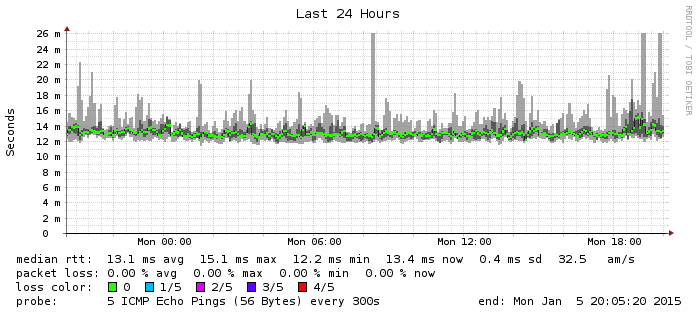 Last 24 Hours
RRDTOOL / TOBI OETIKER
Seconds
26 m
24 m
22 m
20 m
18 m
16 m
14 m
12 m
10 m
8 m
6 m
4 m
2 m
0
Mon 00:00 Mon 06:00 Mon 12:00 Mon 18:00
median rtt: 13.1 ms avg 15.1 ms max 12.2 ms min 13.4 ms now 0.4 ms sd 32.5 am/s
packet loss: 0.00 % avg 0.00 % max 0.00 % min 0.00 % now
loss color: 0 1/5 2/5 3/5 4/5
probe: 5 ICMP Echo Pings (56 Bytes) every 300s end: Mon Jan 5 20:05:20 2015